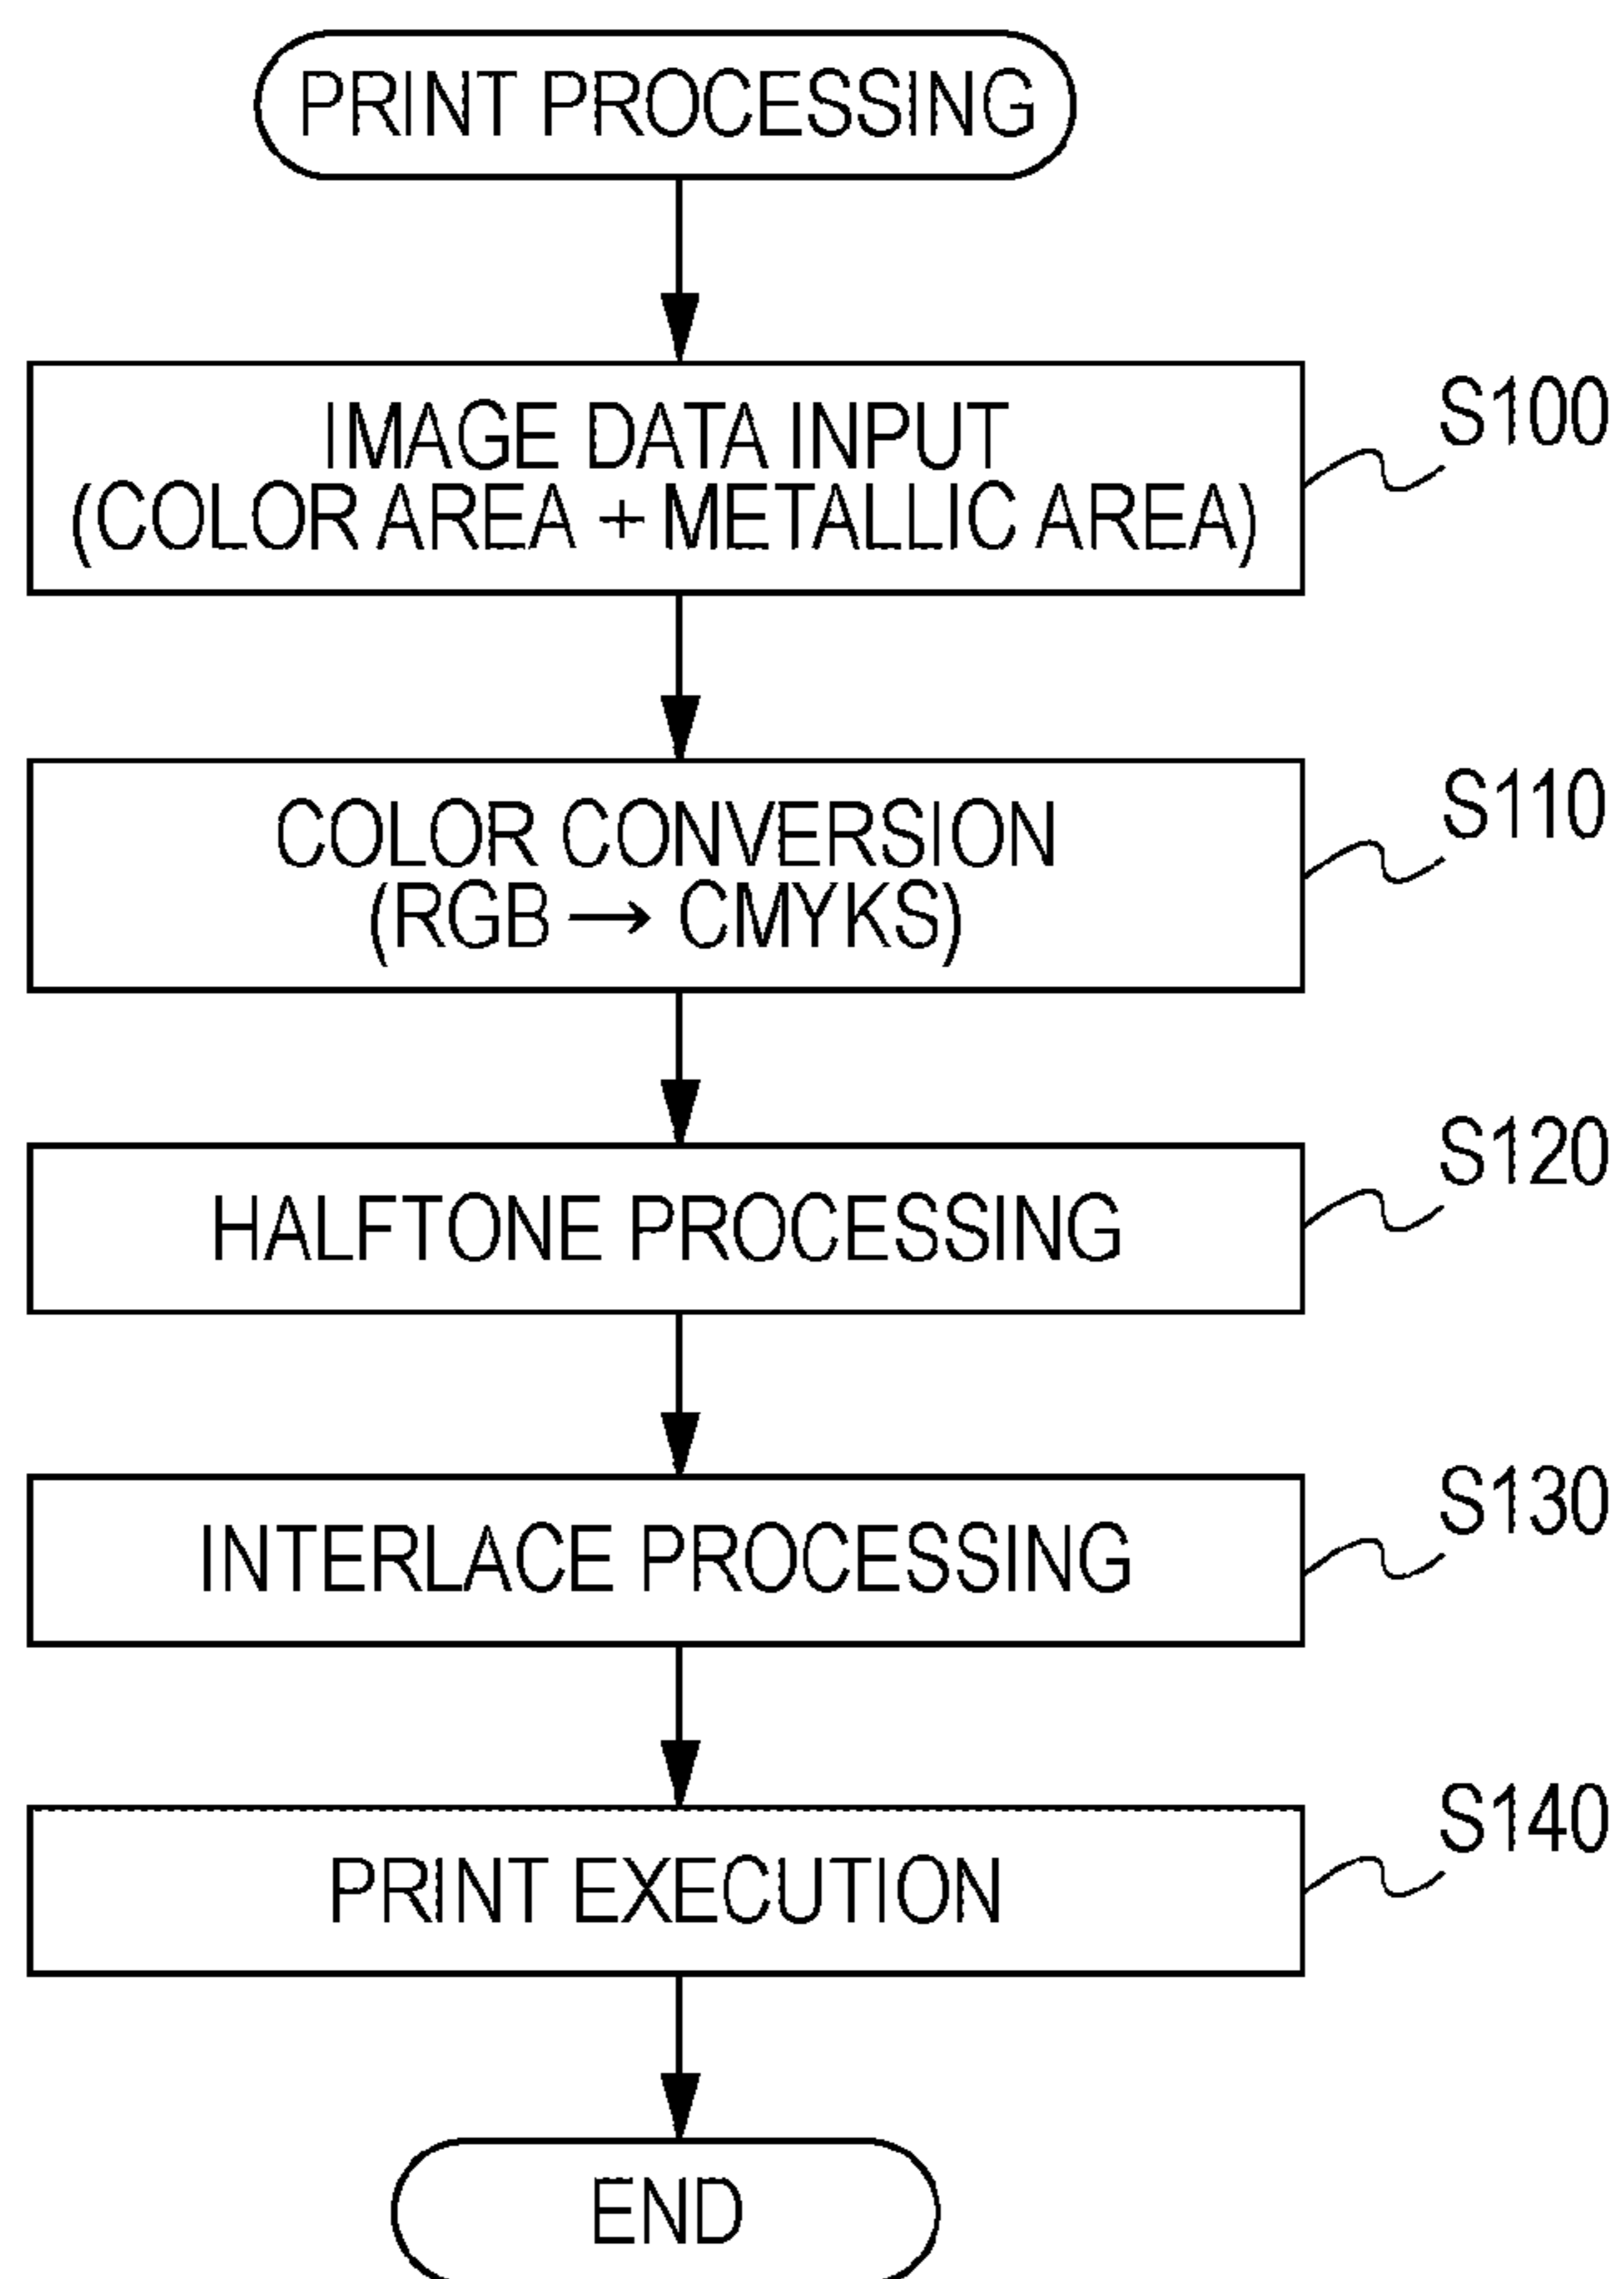 PRINT PROCESSING
IMAGE DATA INPUT
(COLOR AREA + METALLIC AREA)
S100
COLOR CONVERSION
(RGB → CMYKS)
S110
HALFTONE PROCESSING
S120
INTERLACE PROCESSING
S130
PRINT EXECUTION
S140
END